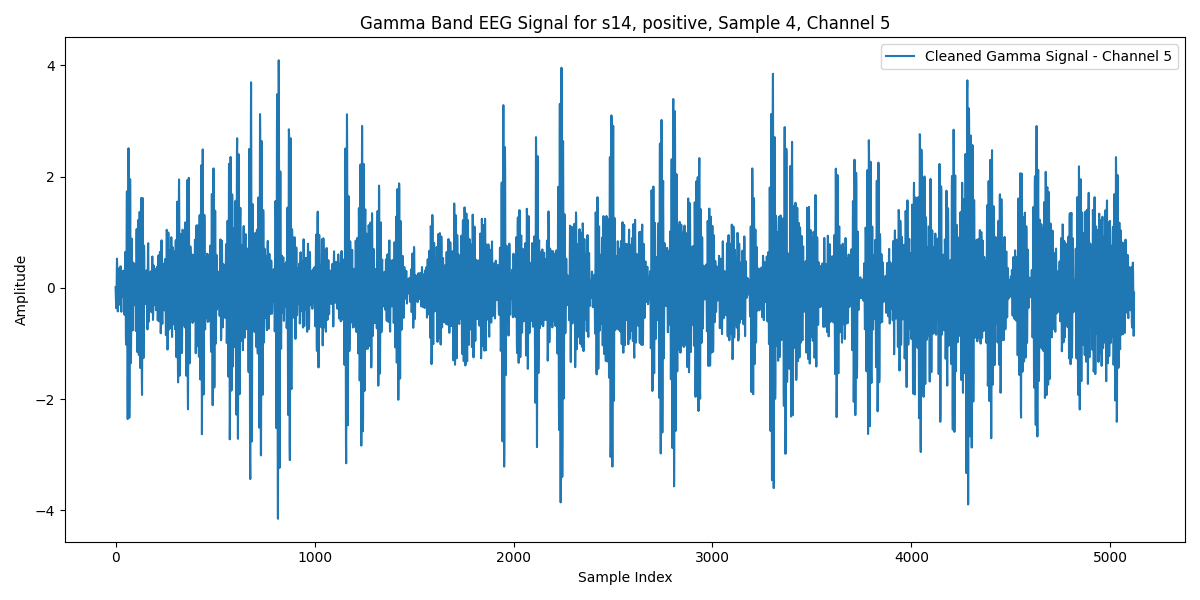 Gamma Band EEG Signal for s14, positive, Sample 4, Channel 5
Cleaned Gamma Signal - Channel 5
Amplitude
4
2
0
−2
−4
0 1000 2000 3000 4000 5000
Sample Index